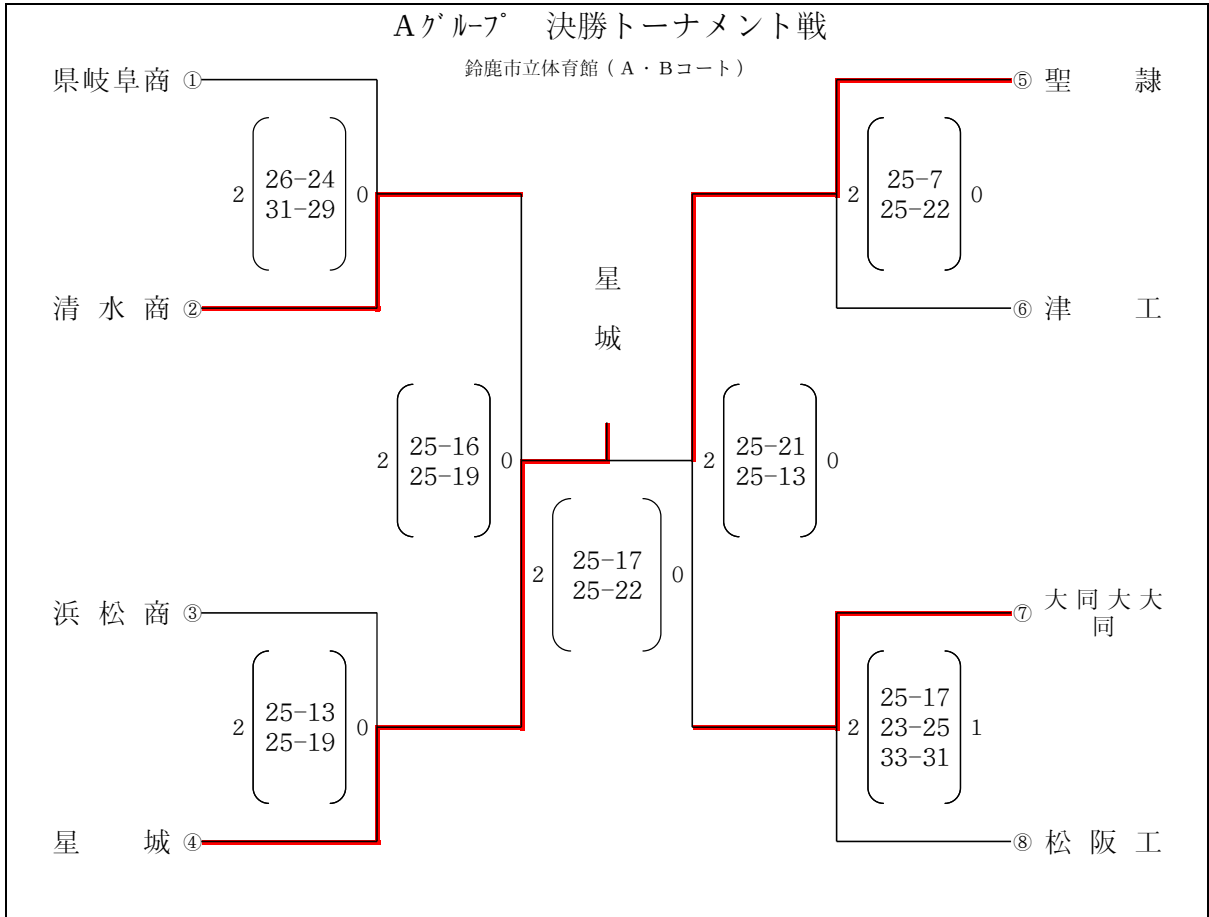 Aグループ 決勝トーナメント戦
鈴鹿市立体育館(A・Bコート)
県岐阜商 ①
⑤ 聖 隷
2 26-24 0
31-29
2 25-7 0
25-22
清水商 ②
⑥ 津 工
星
城
2 25-16 0
25-19
2 25-21 0
25-13
2 25-17 0
25-22
浜松商 ③
⑦ 大同大大
同
2 25-13 0
25-19
2 25-17 1
23-25
33-31
星 城 ④
⑧ 松阪工